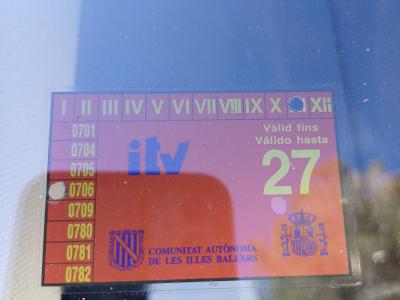 I II III IV V VI VII VIII IX X XI XII
0701
0704
0705
0706
0709
0780
0781
0782
itv
Vàlid fins
Válido hasta
27
COMUNITAT AUTÒNOMA
DE LES ILLES BALEARS